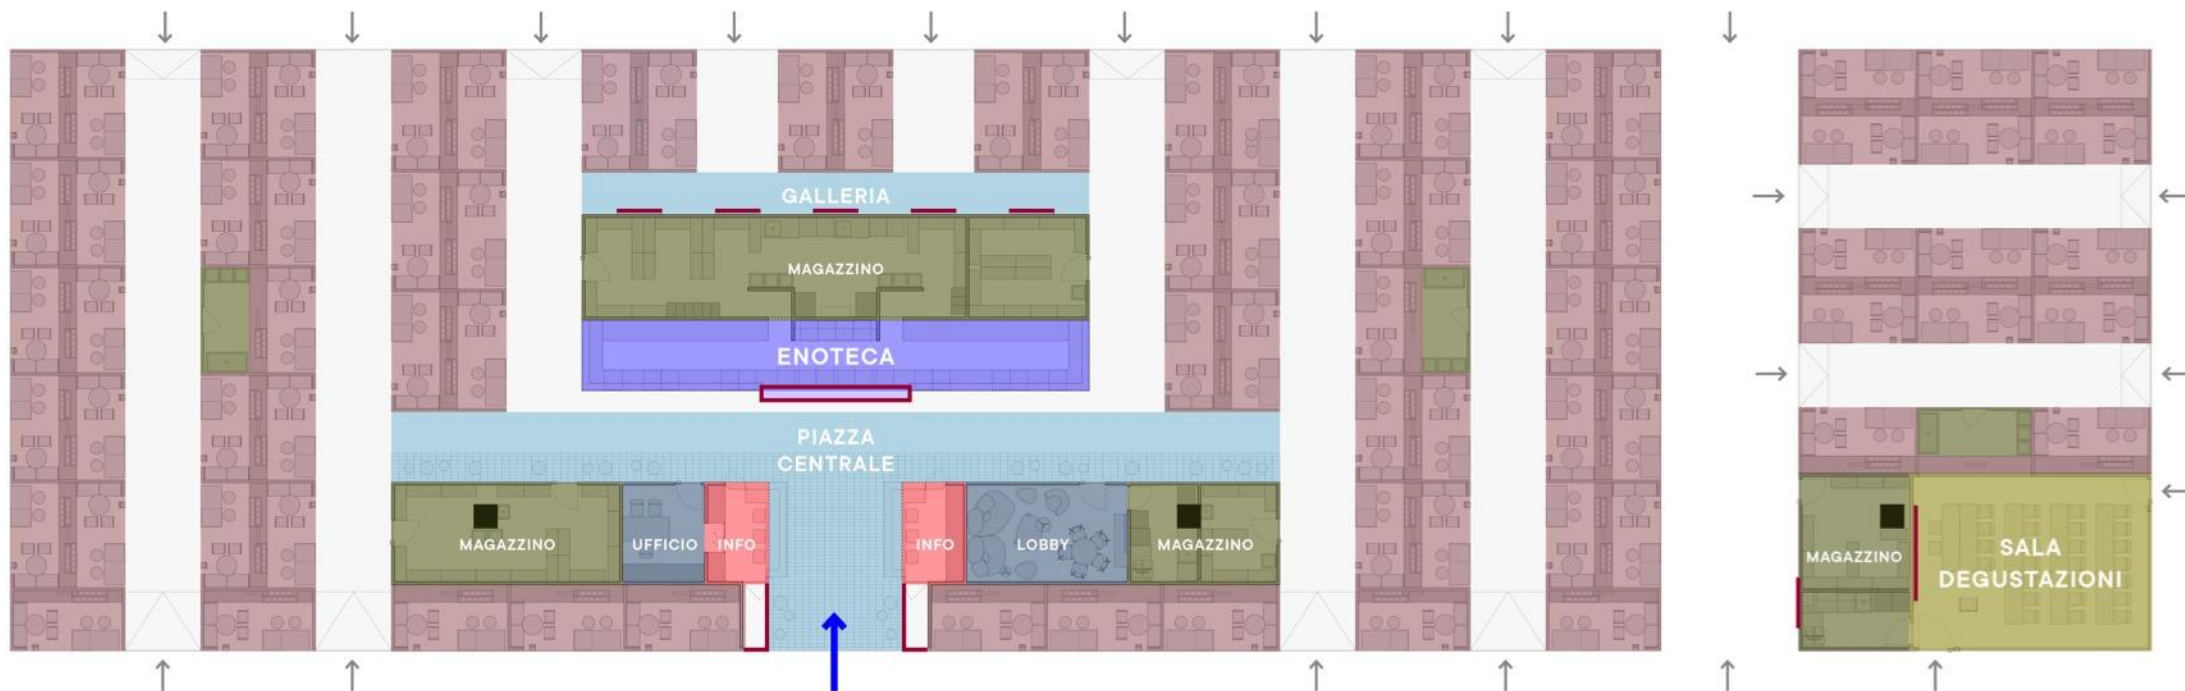 GALLERIA
MAGAZZINO
ENOTECA
PIAZZA
CENTRALE
MAGAZZINO
UFFICIO
INFO
INFO
LOBBY
MAGAZZINO
MAGAZZINO
SALA
DEGUSTAZIONI